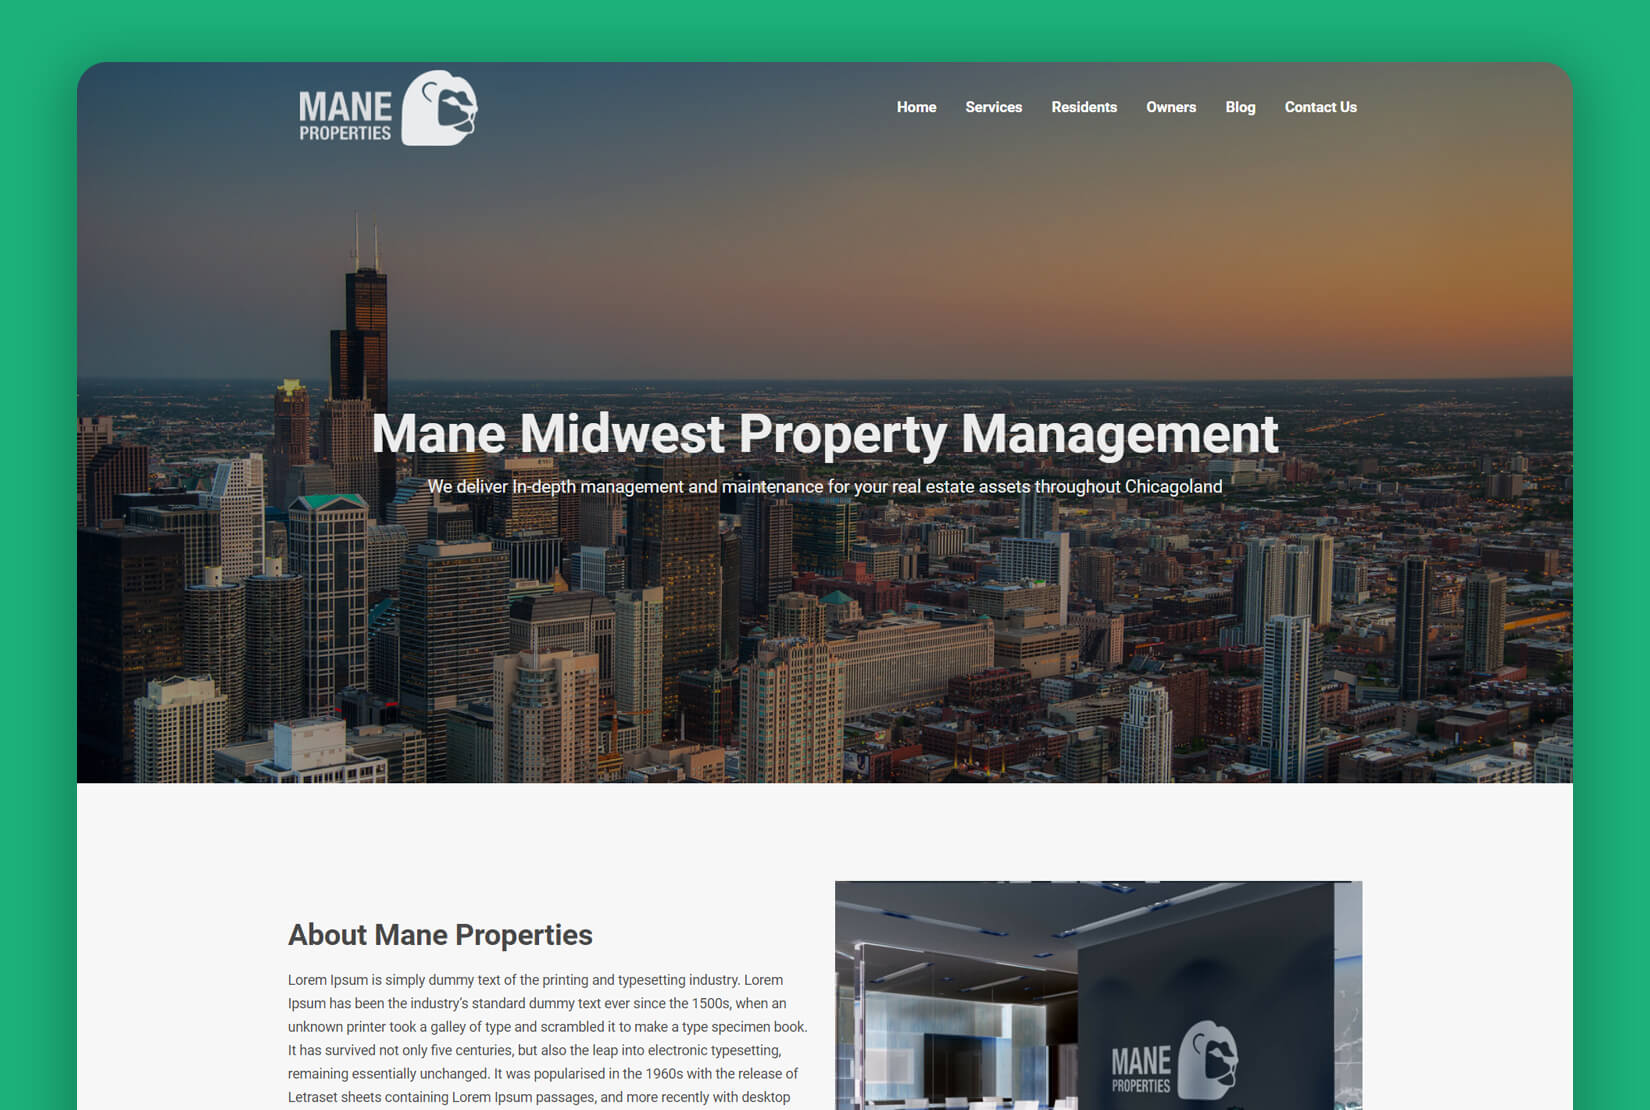 MANE
PROPERTIES
Home Services Residents Owners Blog Contact Us
Mane Midwest Property Management
We deliver In-depth management and maintenance for your real estate assets throughout Chicagoland
About Mane Properties
Lorem Ipsum is simply dummy text of the printing and typesetting industry. Lorem
Ipsum has been the industry's standard dummy text ever since the 1500s, when an
unknown printer took a galley of type and scrambled it to make a type specimen book.
It has survived not only five centuries, but also the leap into electronic typesetting,
remaining essentially unchanged. It was popularised in the 1960s with the release of
Letraset sheets containing Lorem Ipsum passages, and more recently with desktop
MANE
PROPERTIES